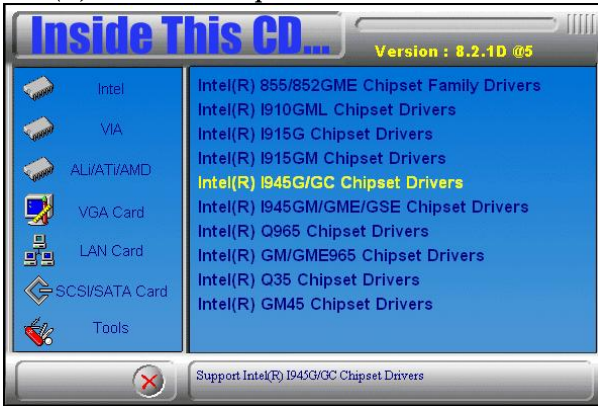 Inside This CD...
Version : 8.2.1D @5
Intel
VIA
ALi/ATi/AMD
VGA Card
LAN Card
SCSI/SATA Card
Tools
Intel(R) 855/852GME Chipset Family Drivers
Intel(R) I910GML Chipset Drivers
Intel(R) I915G Chipset Drivers
Intel(R) I915GM Chipset Drivers
Intel(R) I945G/GC Chipset Drivers
Intel(R) I945GM/GME/GSE Chipset Drivers
Intel(R) Q965 Chipset Drivers
Intel(R) GM/GME965 Chipset Drivers
Intel(R) Q35 Chipset Drivers
Intel(R) GM45 Chipset Drivers
Support Intel(R) I945G/GC Chipset Drivers